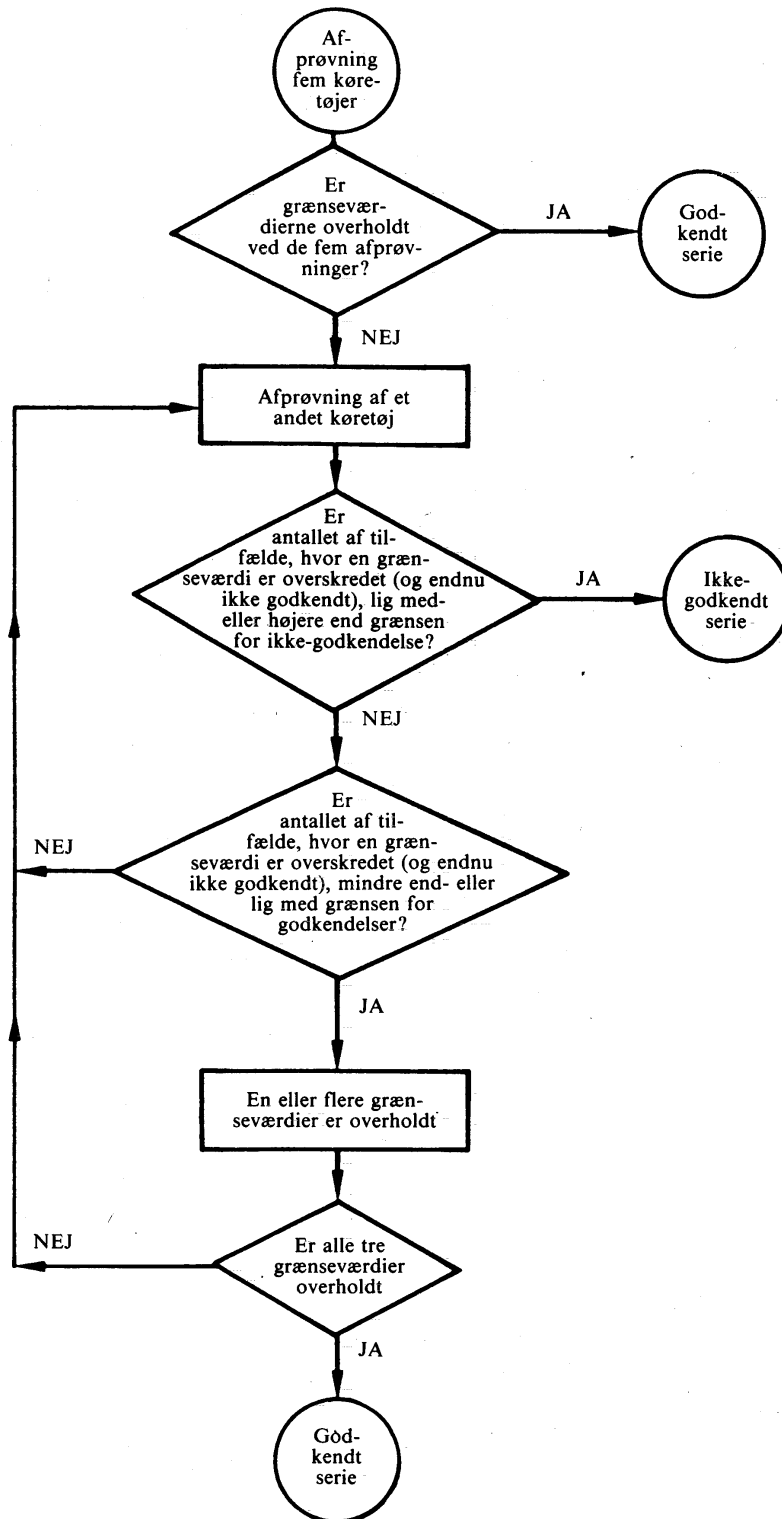 Af-
prøvning
fem køre-
tøjer
Er
grænsevær-
dierne overholdt
ved de fem afprøv-
ninger?
JA
God-
kendt
serie
NEJ
Afprøvning af et
andet køretøj
Er
antallet af til-
fælde, hvor en græn-
seværdi er overskredet (og endnu
ikke godkendt), lig med-
eller højere end grænsen
for ikke-godkendelse?
JA
Ikke-
godkendt
serie
NEJ
Er
antallet af til-
fælde, hvor en græn-
seværdi er overskredet (og endnu
ikke godkendt), mindre end- eller
lig med grænsen for
godkendelser?
NEJ
JA
En eller flere græn-
seværdier er overholdt
Er alle tre
grænseværdier
overholdt
NEJ
JA
God-
kendt
serie